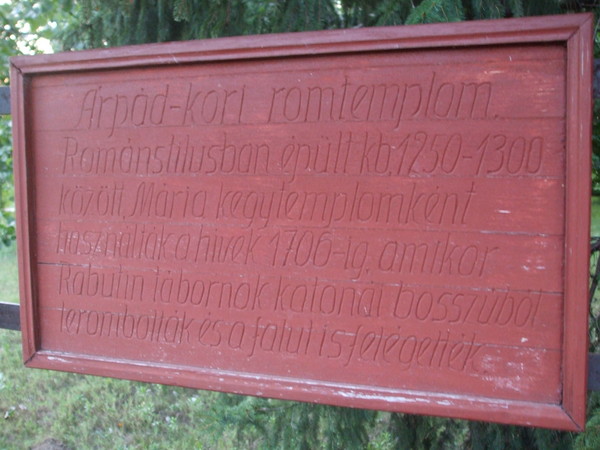 Árpád-kori romtemplom.
Románstílusban épült kb. 1250-1300
között, Mária kegytemplomként
használták a hívek 1706-ig, amikor
Rabutin tábornok katonái bosszúból
lerombolták és a falut is felégették